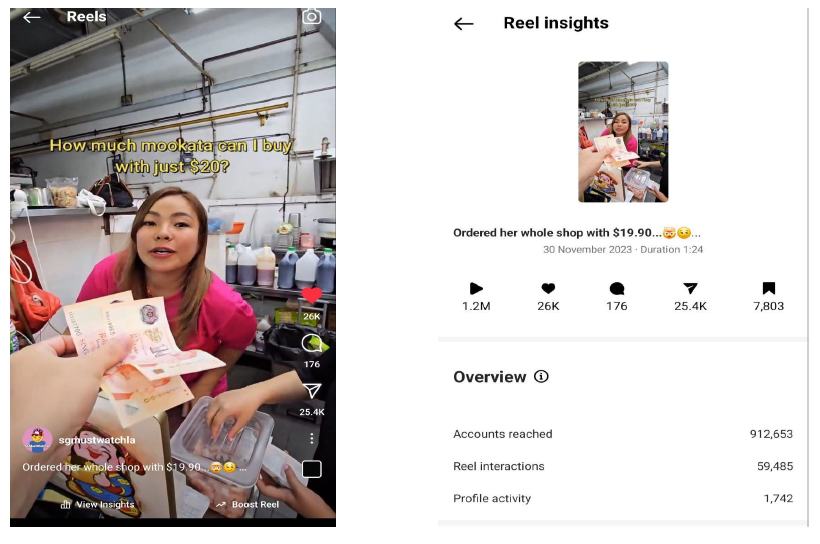 Reels
How much mookata can I buy
with just $20?
26K
176
25.4K
sgmustwatchla
Ordered her whole shop with $19.90...🤯😉 ...
View Insights
Boost Reel
Reel insights
Ordered her whole shop with $19.90...🤯😉...
30 November 2023 · Duration 1:24
1.2M 26K 176 25.4K 7,803
Overview
Accounts reached 912,653
Reel interactions 59,485
Profile activity 1,742